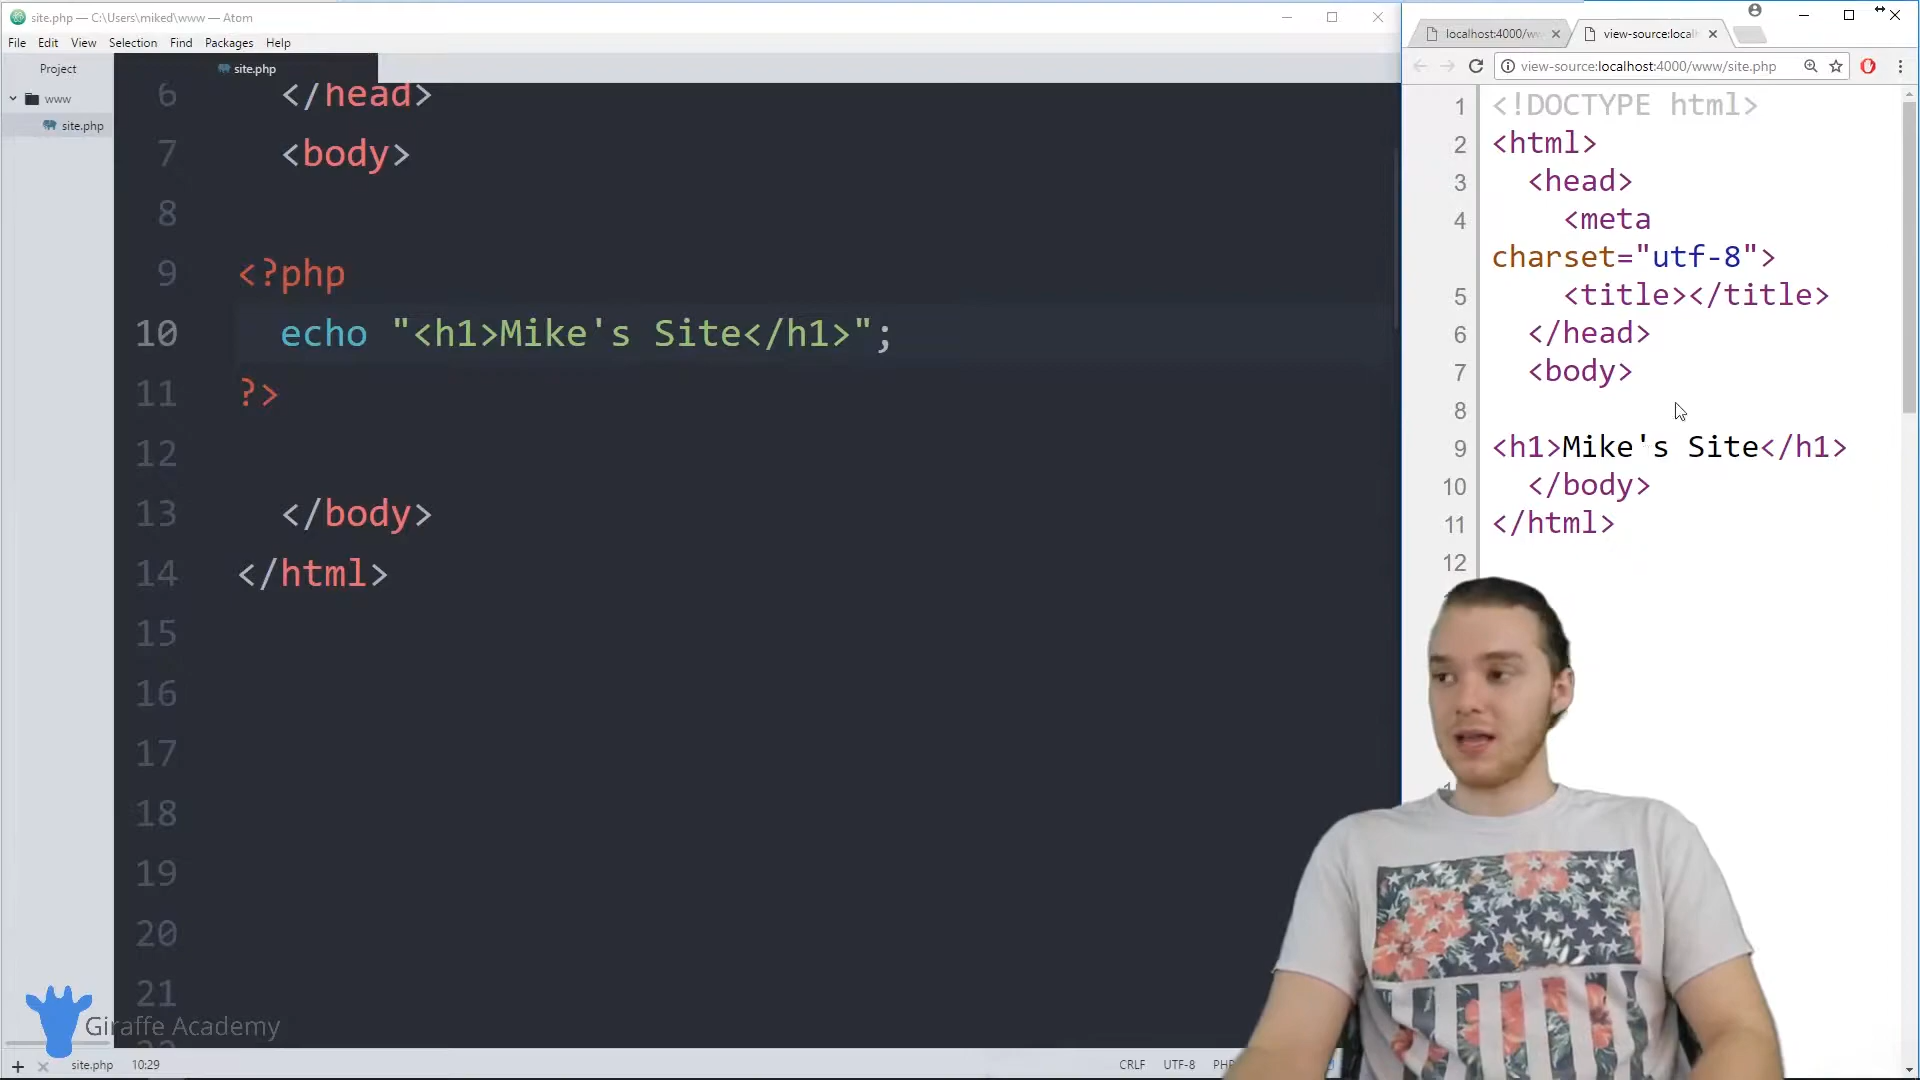 site.php — C:\Users\miked\www — Atom
File Edit View Selection Find Packages Help
Project
www
site.php
site.php
6 </head>
7 <body>
8
9 <?php
10 echo "<h1>Mike's Site</h1>";
11 ?>
12
13 </body>
14 </html>
15
16
17
18
19
20
21
Giraffe Academy
site.php 10:29
CRLF UTF-8
localhost:4000/w
view-source:local
view-source:localhost:4000/www/site.php
1 <!DOCTYPE html>
2 <html>
3 <head>
4 <meta
charset="utf-8">
5 <title></title>
6 </head>
7 <body>
8
9 <h1>Mike's Site</h1>
10 </body>
11 </html>
12